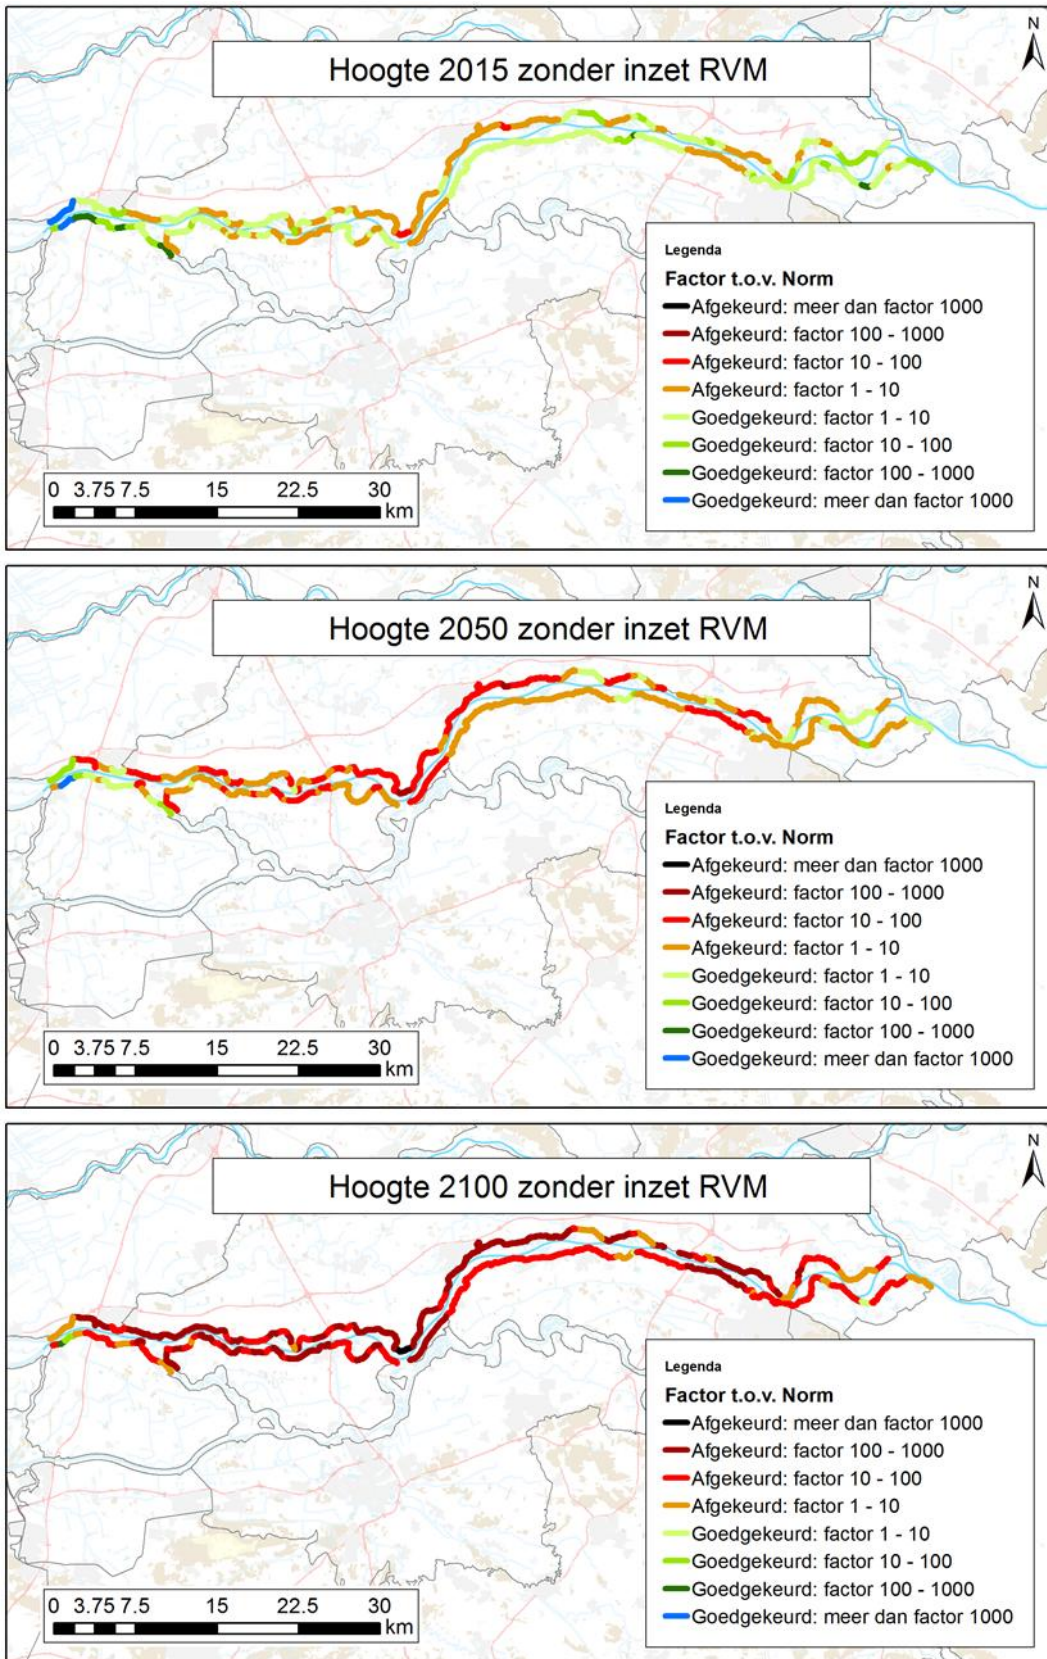 Hoogte 2015 zonder inzet RVM
N
Legenda
Factor t.o.v. Norm
Afgekeurd: meer dan factor 1000
Afgekeurd: factor 100 - 1000
Afgekeurd: factor 10 - 100
Afgekeurd: factor 1 - 10
Goedgekeurd: factor 1 - 10
Goedgekeurd: factor 10 - 100
Goedgekeurd: factor 100 - 1000
Goedgekeurd: meer dan factor 1000
0 3.75 7.5 15 22.5 30
km
Hoogte 2050 zonder inzet RVM
N
Legenda
Factor t.o.v. Norm
Afgekeurd: meer dan factor 1000
Afgekeurd: factor 100 - 1000
Afgekeurd: factor 10 - 100
Afgekeurd: factor 1 - 10
Goedgekeurd: factor 1 - 10
Goedgekeurd: factor 10 - 100
Goedgekeurd: factor 100 - 1000
Goedgekeurd: meer dan factor 1000
0 3.75 7.5 15 22.5 30
km
Hoogte 2100 zonder inzet RVM
N
Legenda
Factor t.o.v. Norm
Afgekeurd: meer dan factor 1000
Afgekeurd: factor 100 - 1000
Afgekeurd: factor 10 - 100
Afgekeurd: factor 1 - 10
Goedgekeurd: factor 1 - 10
Goedgekeurd: factor 10 - 100
Goedgekeurd: factor 100 - 1000
Goedgekeurd: meer dan factor 1000
0 3.75 7.5 15 22.5 30
km